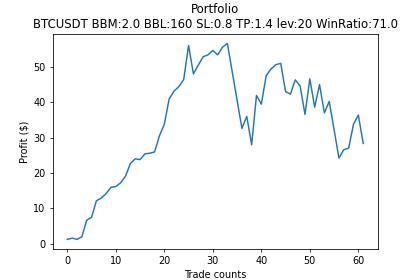 Portfolio
BTCUSDT BBM:2.0 BBL:160 SL:0.8 TP:1.4 lev:20 WinRatio:71.0
50
40
30
20
10
0
Profit ($)
0 10 20 30 40 50 60
Trade counts